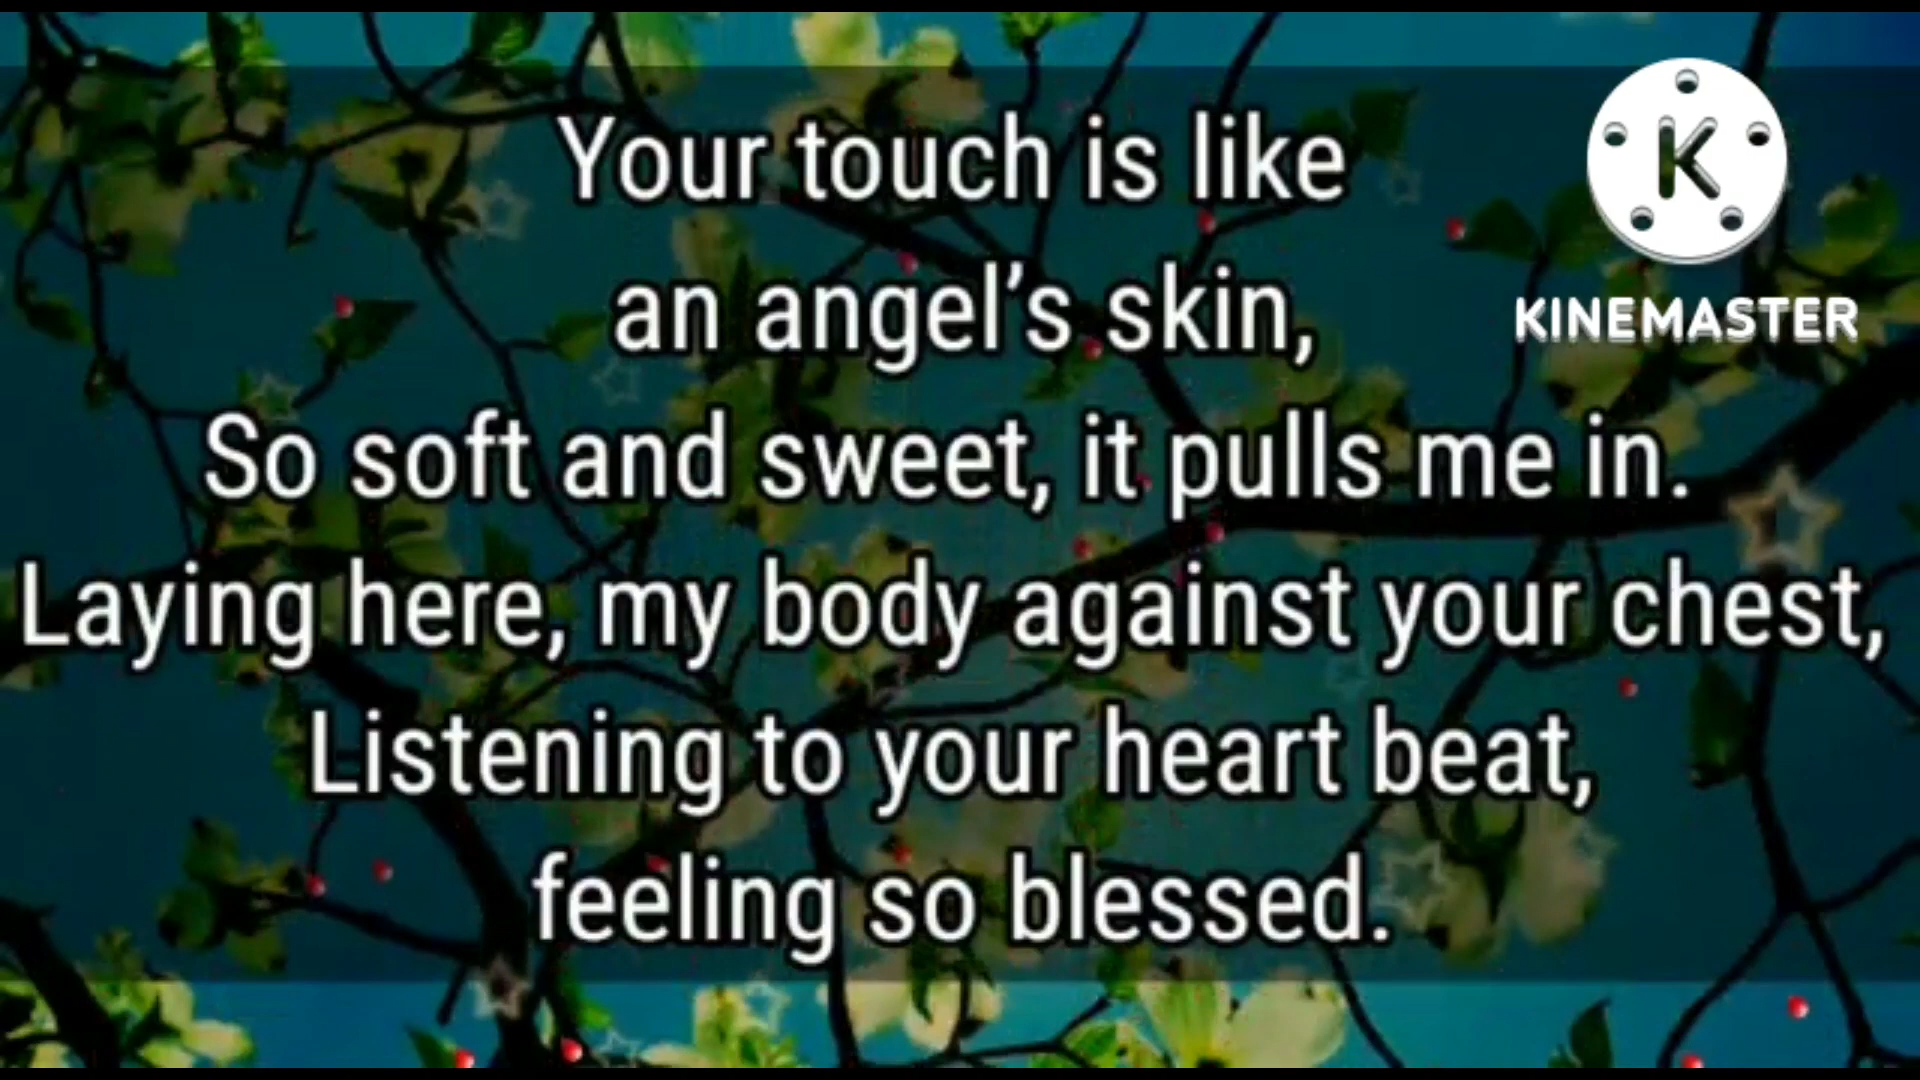 Your touch is like
an angel’s skin,
So soft and sweet, it pulls me in.
Laying here, my body against your chest,
Listening to your heart beat,
feeling so blessed.
K
KINEMASTER